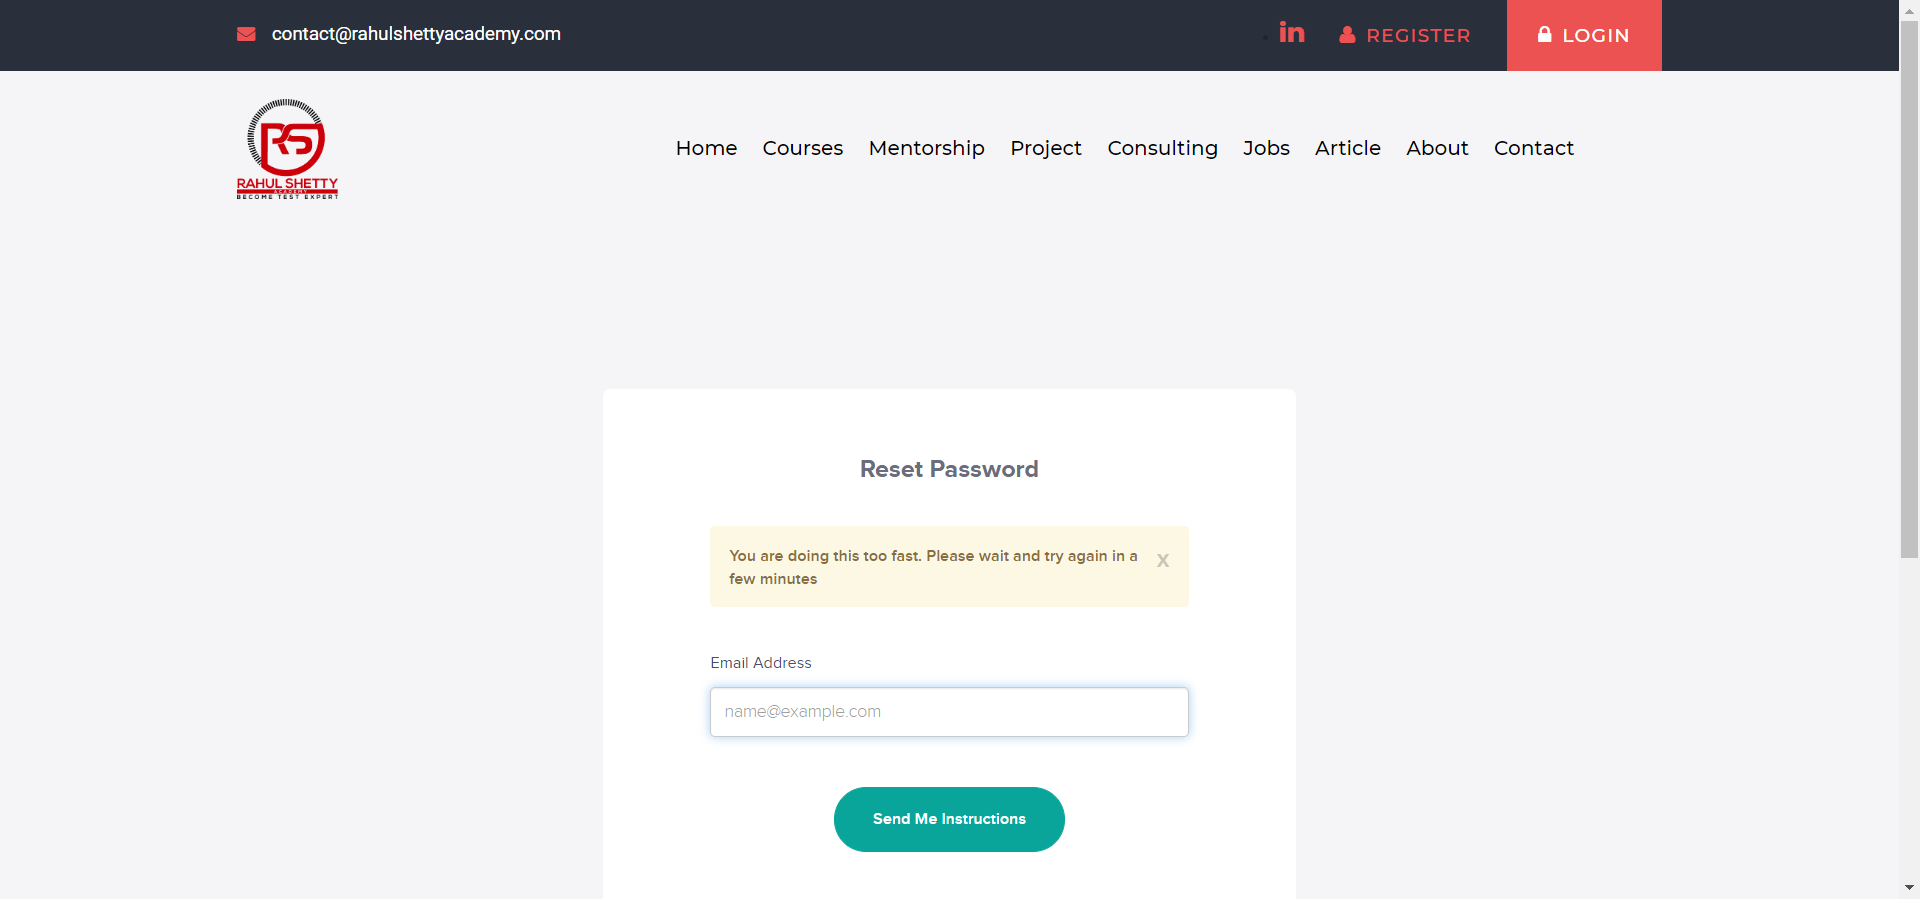 contact@rahulshettyacademy.com
in
REGISTER
LOGIN
RS
RAHUL SHETTY
ACADEMY
BECOME TEST EXPERT
Home Courses Mentorship Project Consulting Jobs Article About Contact
Reset Password
You are doing this too fast. Please wait and try again in a
few minutes
x
Email Address
name@example.com
Send Me Instructions